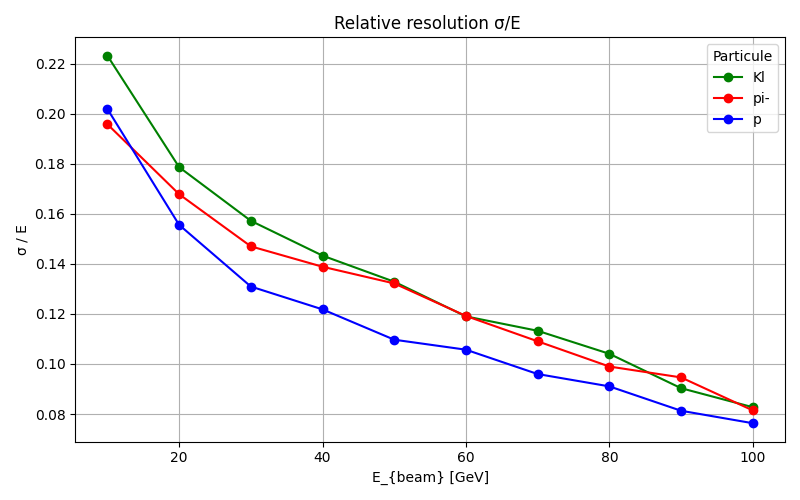 Relative resolution σ/E
Particule
Kl
pi-
p
σ / E
0.22
0.20
0.18
0.16
0.14
0.12
0.10
0.08
20 40 60 80 100
E_{beam} [GeV]